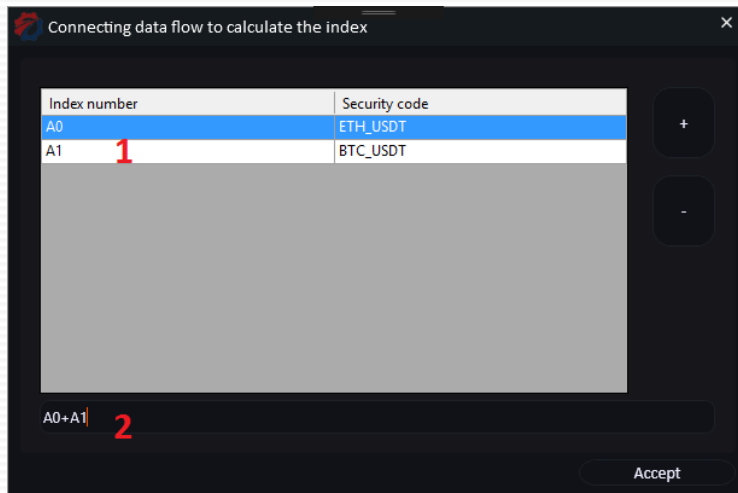 Connecting data flow to calculate the index ×
Index number Security code
A0 ETH_USDT
A1 1 BTC_USDT
+
-
A0+A1 2
Accept